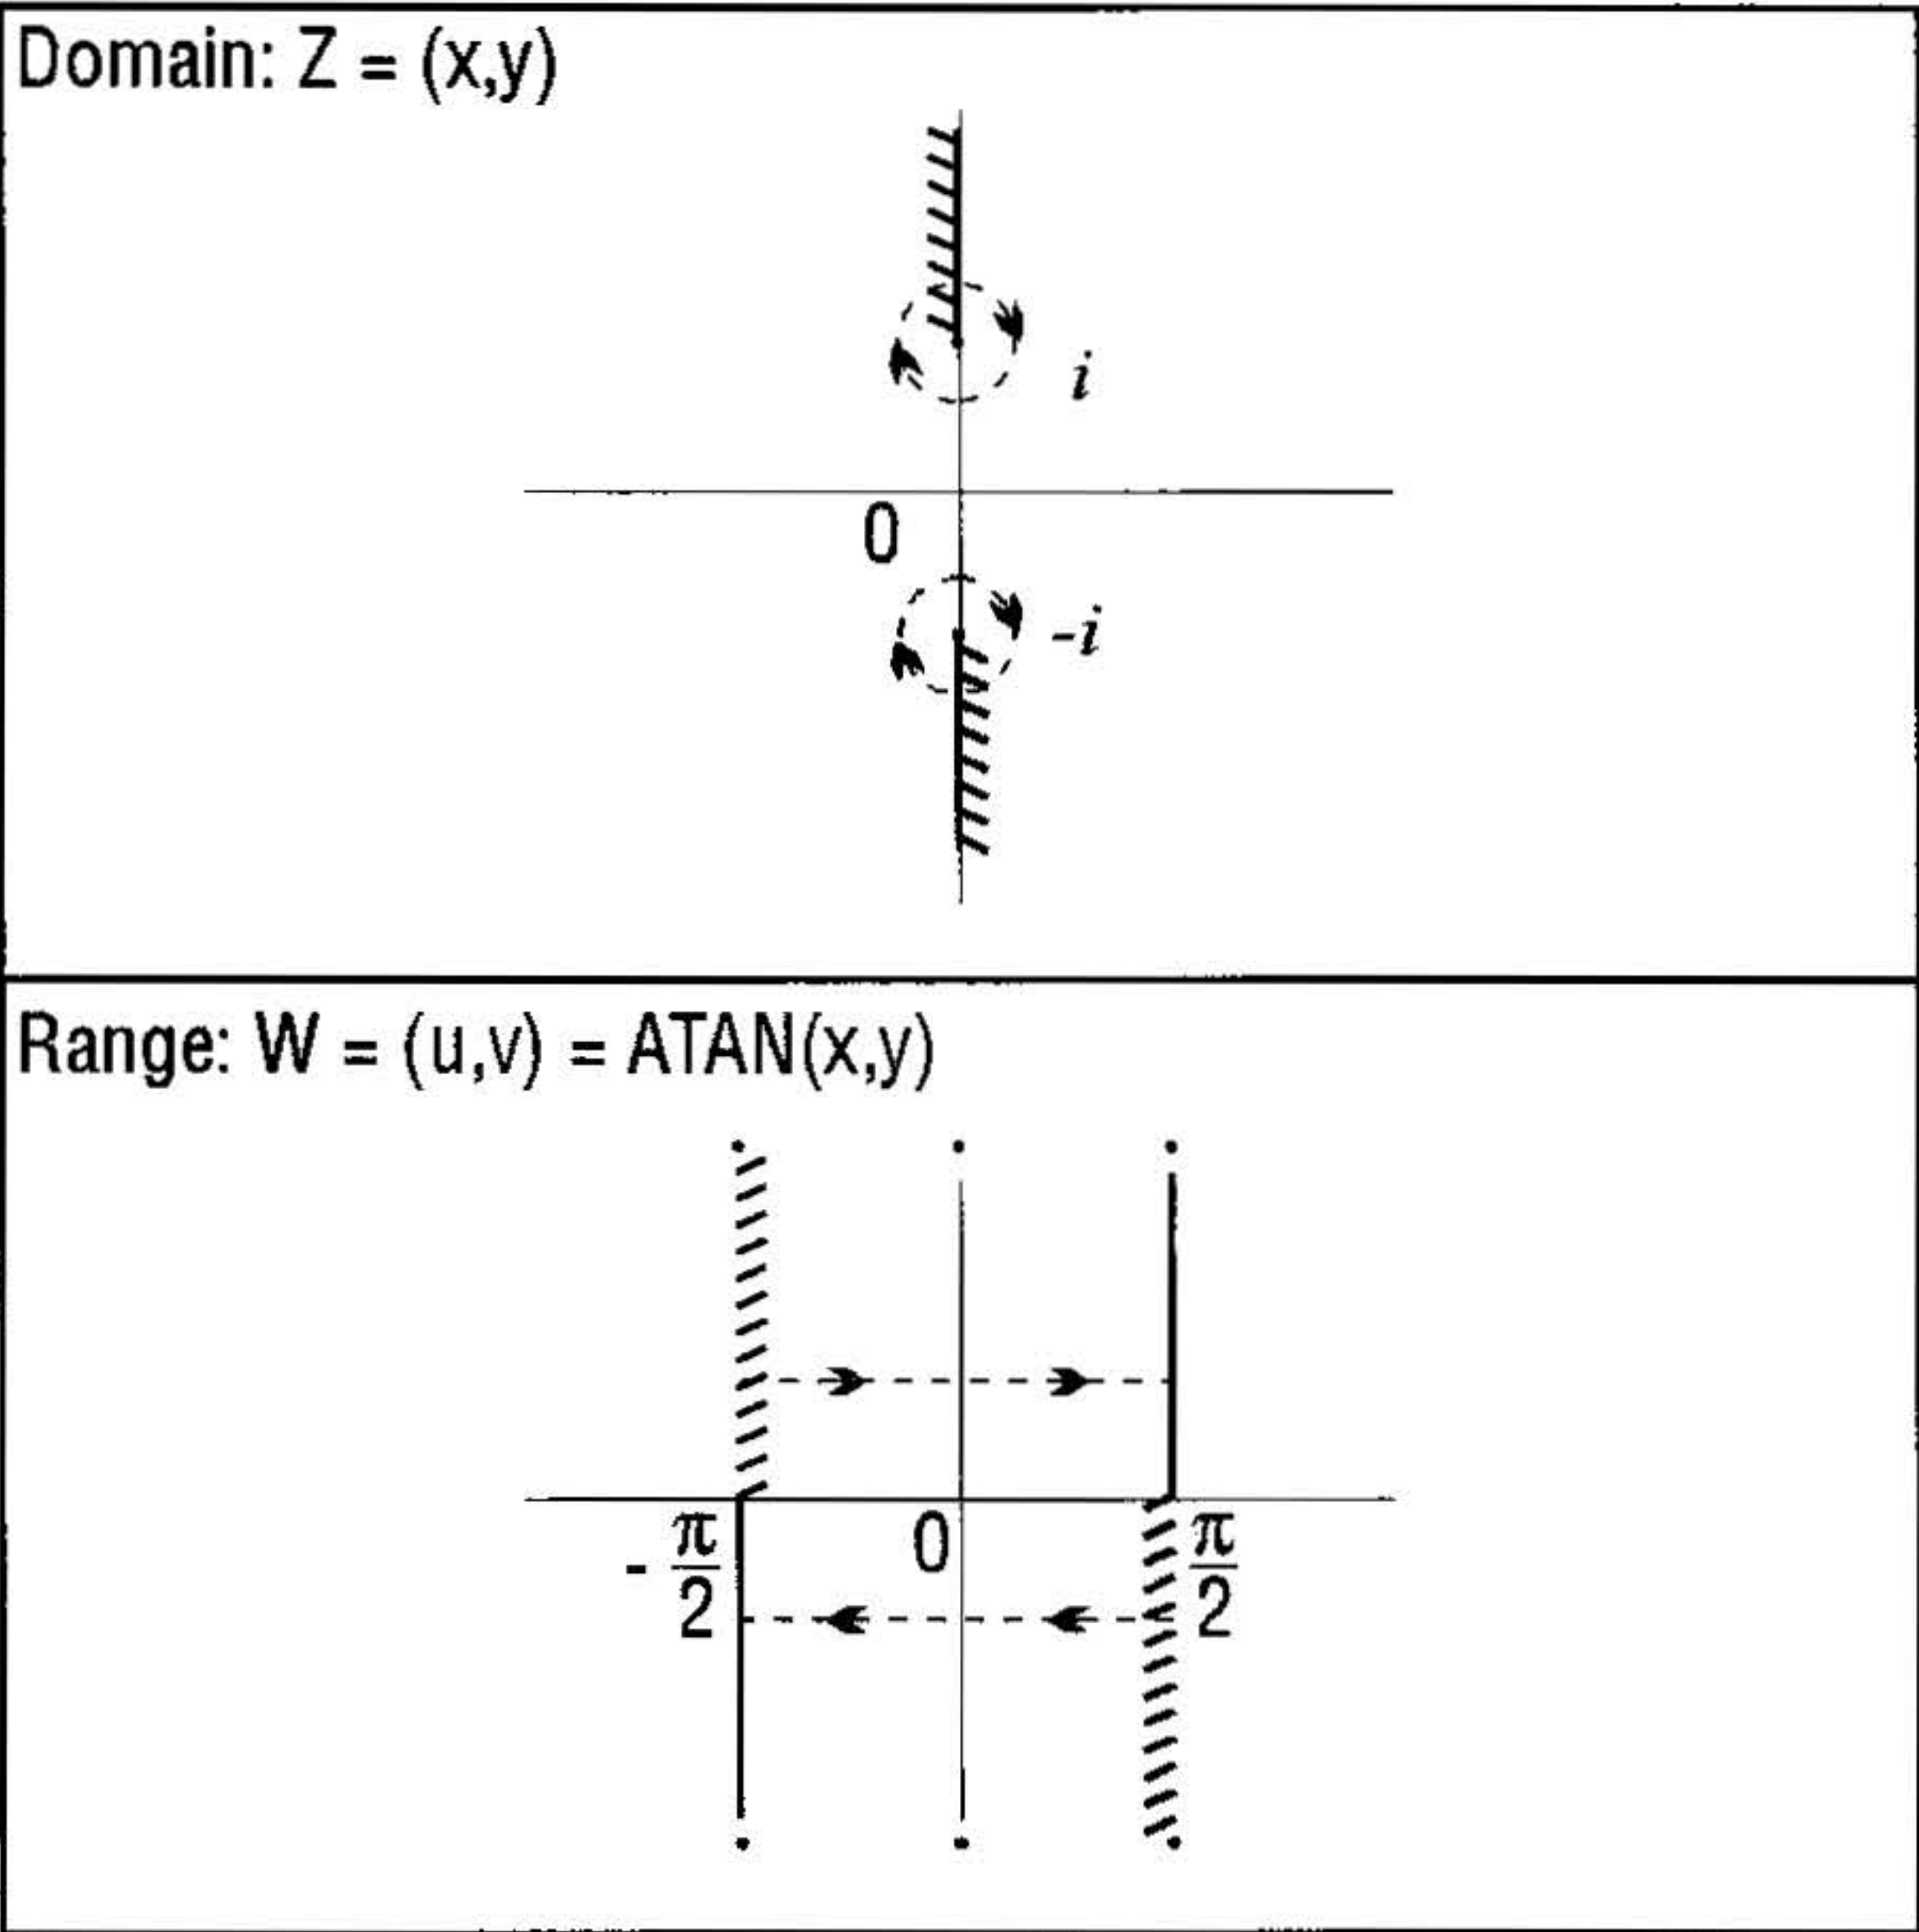 Domain: Z = (x,y)
i
0
-i
Range: W = (u,v) = ATAN(x,y)
- π/2
0
π/2